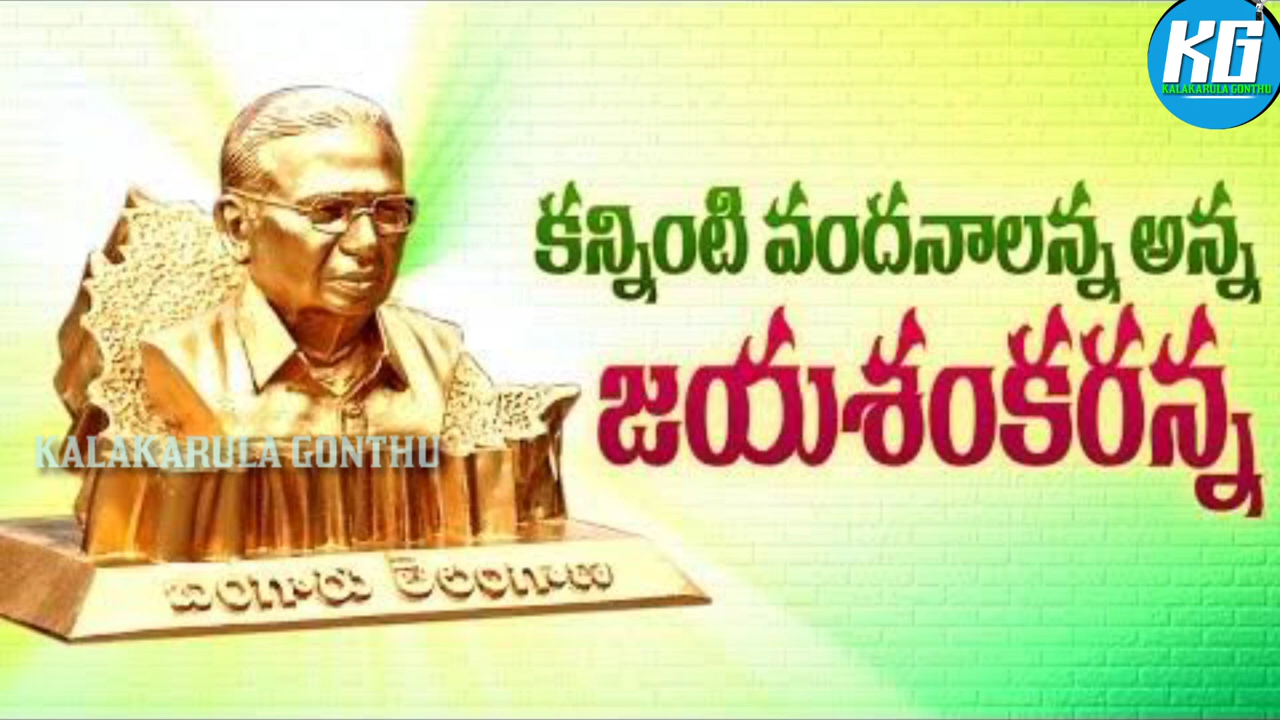 KG
KALAKARULA GONTHU
కన్నింటి వందనాలన్న అన్న
జయశంకరన్న
KALAKARULA GONTHU
బంగారు తెలంగాణ